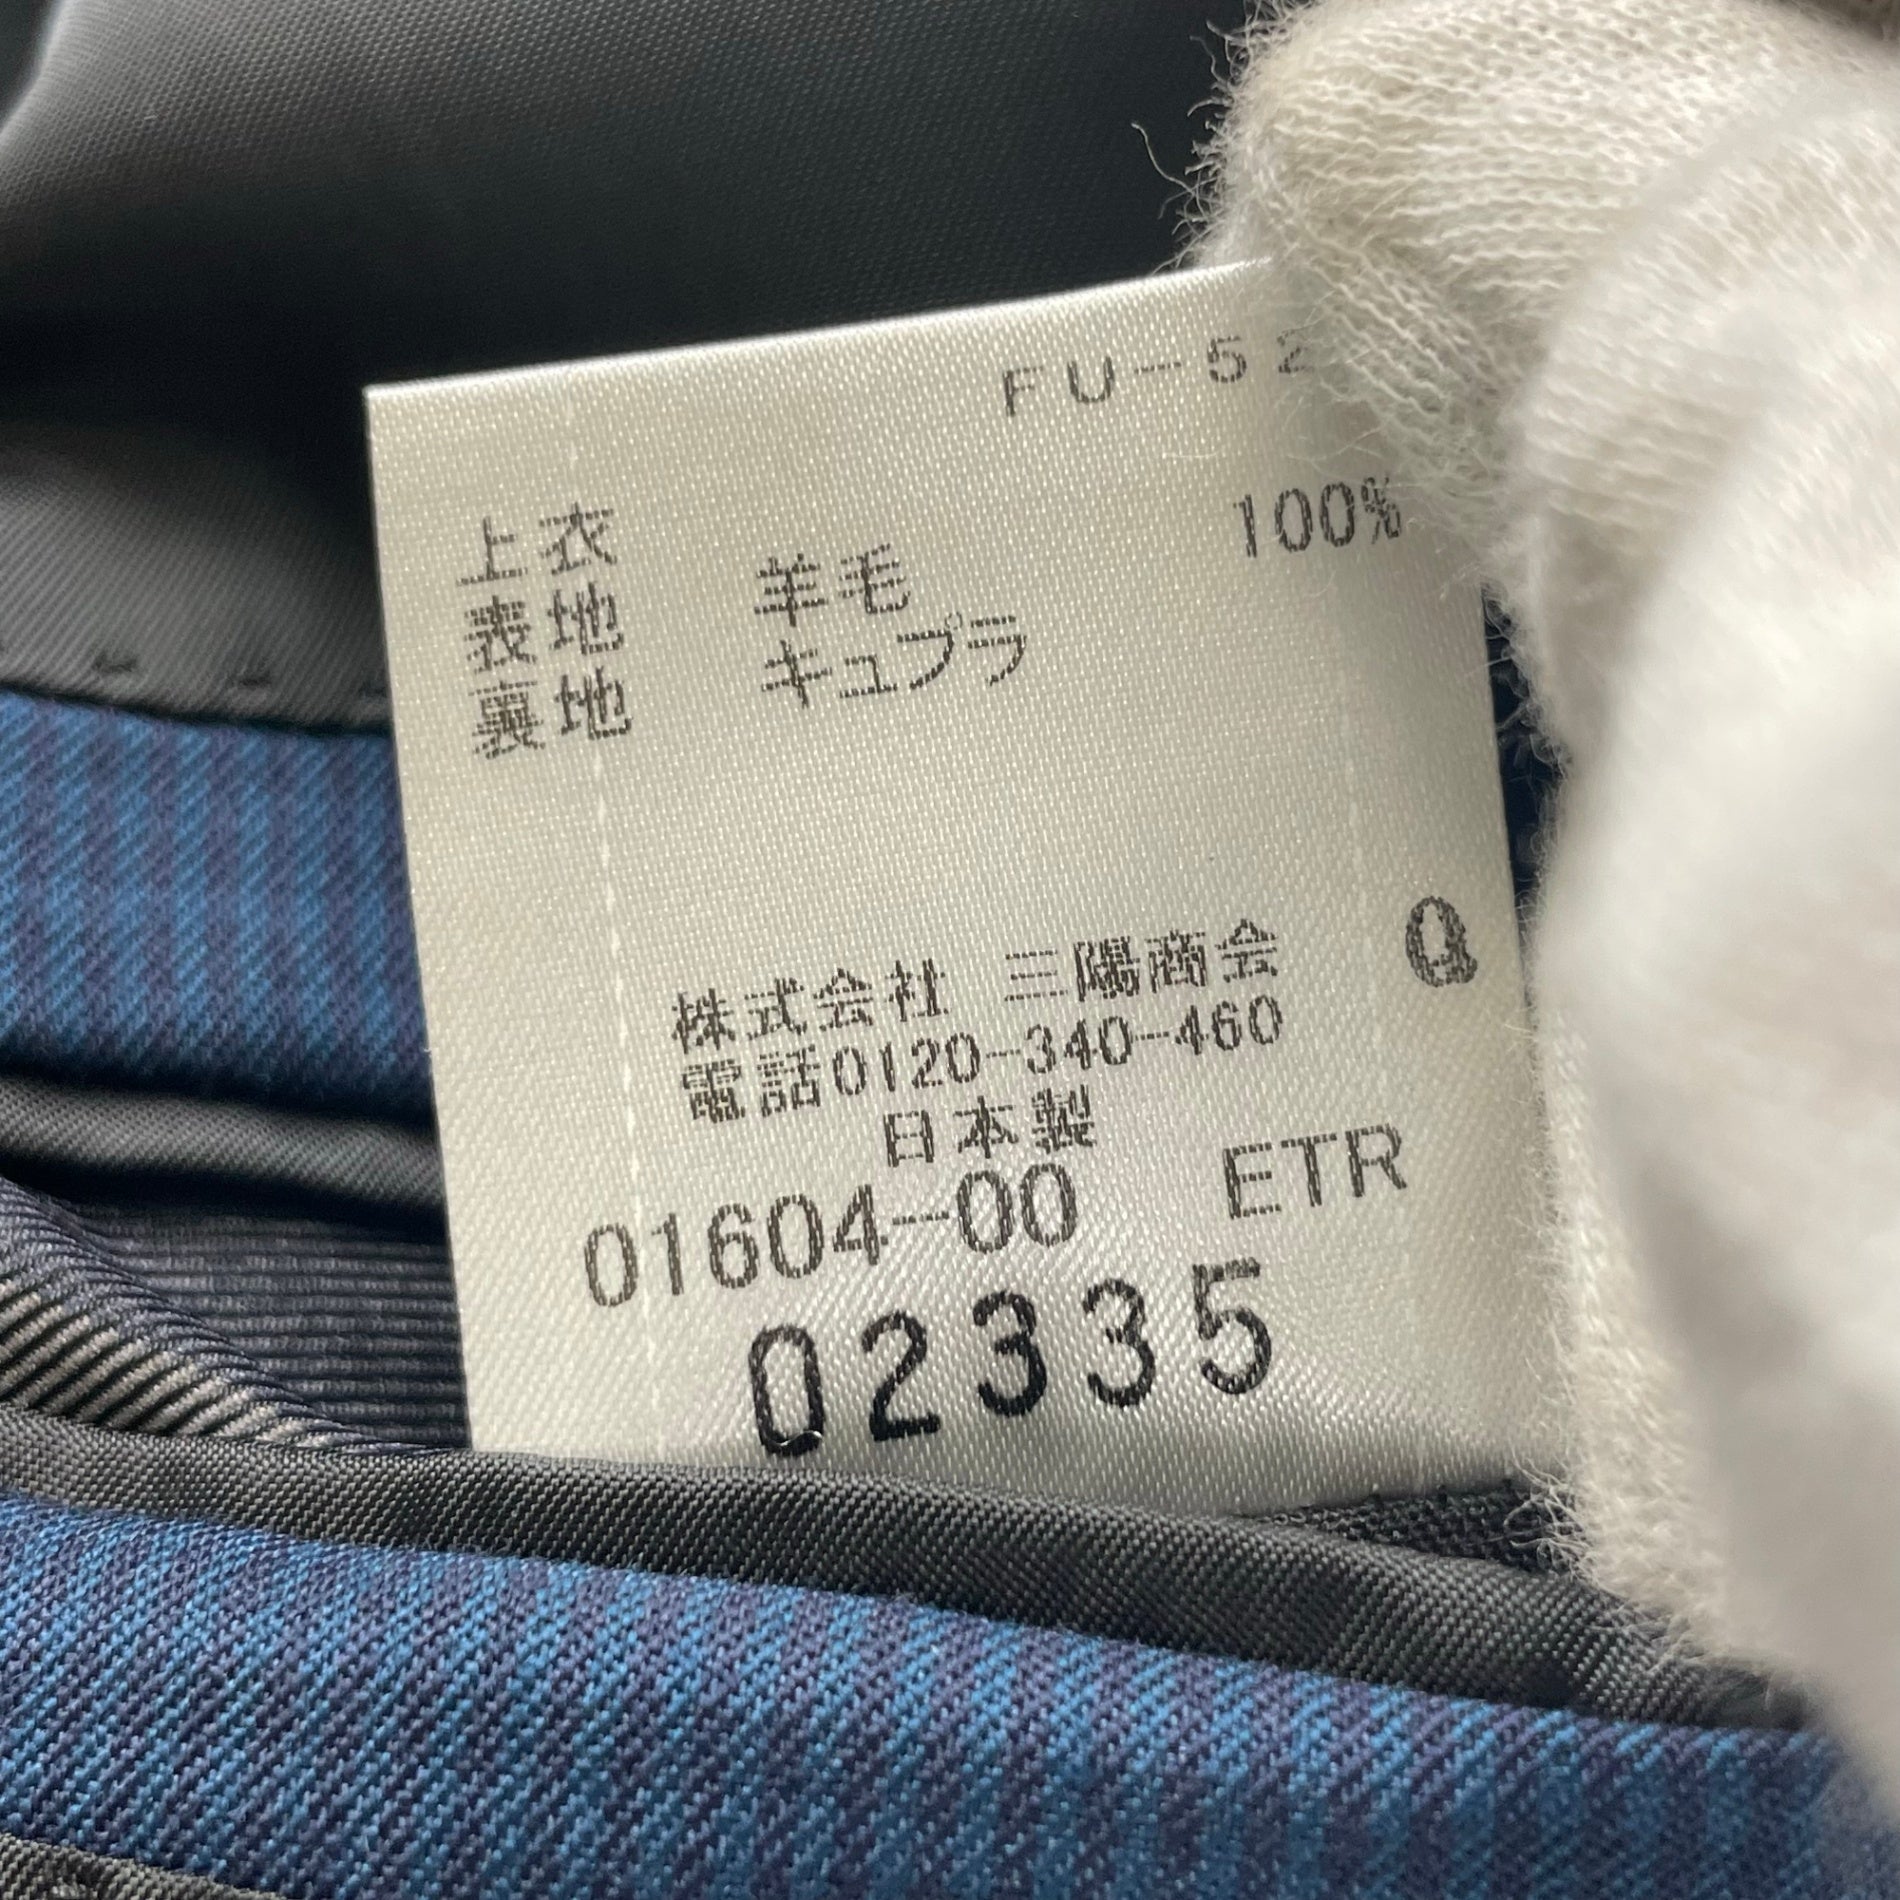 FU-52
上衣
表地 羊毛 100%
裏地 キュプラ
株式会社 三陽商会 Q
電話0120-340-460
日本製
01604-00 ETR
02335